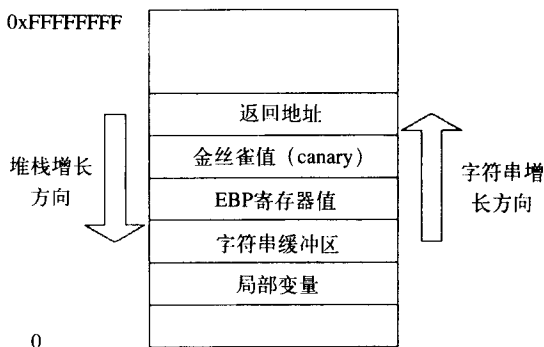 0xFFFFFFFF
返回地址
金丝雀值（canary）
EBP寄存器值
字符串缓冲区
局部变量
堆栈增长
方向
字符串增
长方向
0